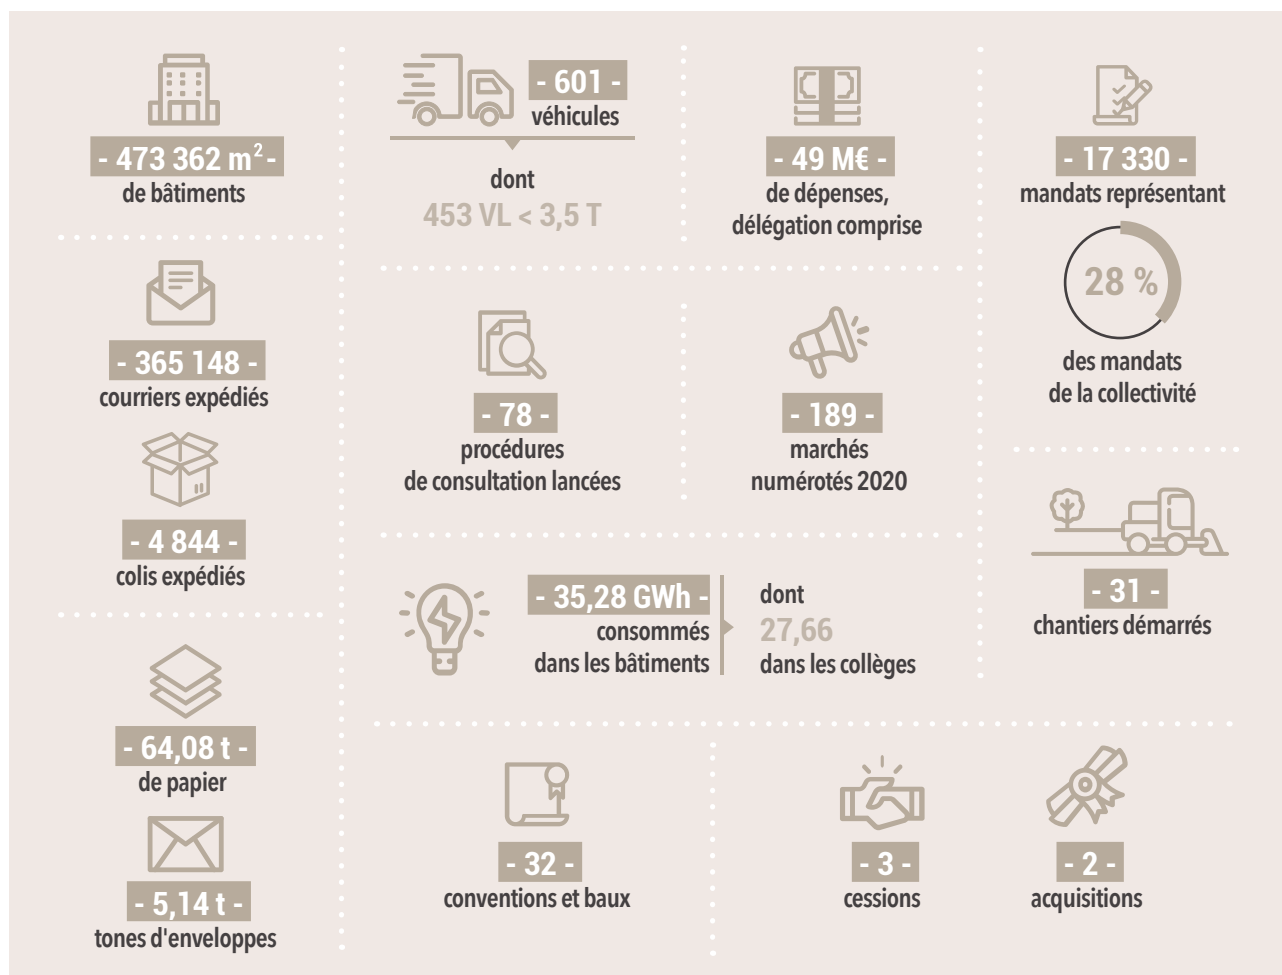 - 473 362 m² -
de bâtiments
- 365 148 -
courriers expédiés
- 4 844 -
colis expédiés
- 64,08 t -
de papier
- 5,14 t -
tones d'enveloppes
- 601 -
véhicules
dont
453 VL < 3,5 T
- 49 M€ -
de dépenses,
délégation comprise
- 78 -
procédures
de consultation lancées
- 189 -
marchés
numérotés 2020
- 35,28 GWh -
consommés
dans les bâtiments
dont
27,66
dans les collèges
- 17 330 -
mandats représentant
28 %
des mandats
de la collectivité
- 31 -
chantiers démarrés
- 32 -
conventions et baux
- 3 -
cessions
- 2 -
acquisitions